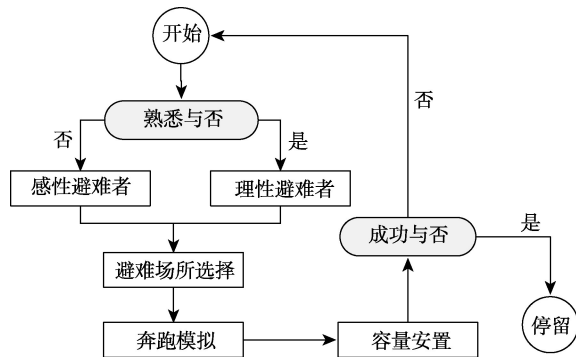 开始
否
熟悉与否
否
是
感性避难者
理性避难者
成功与否
是
避难场所选择
停留
奔跑模拟
容量安置